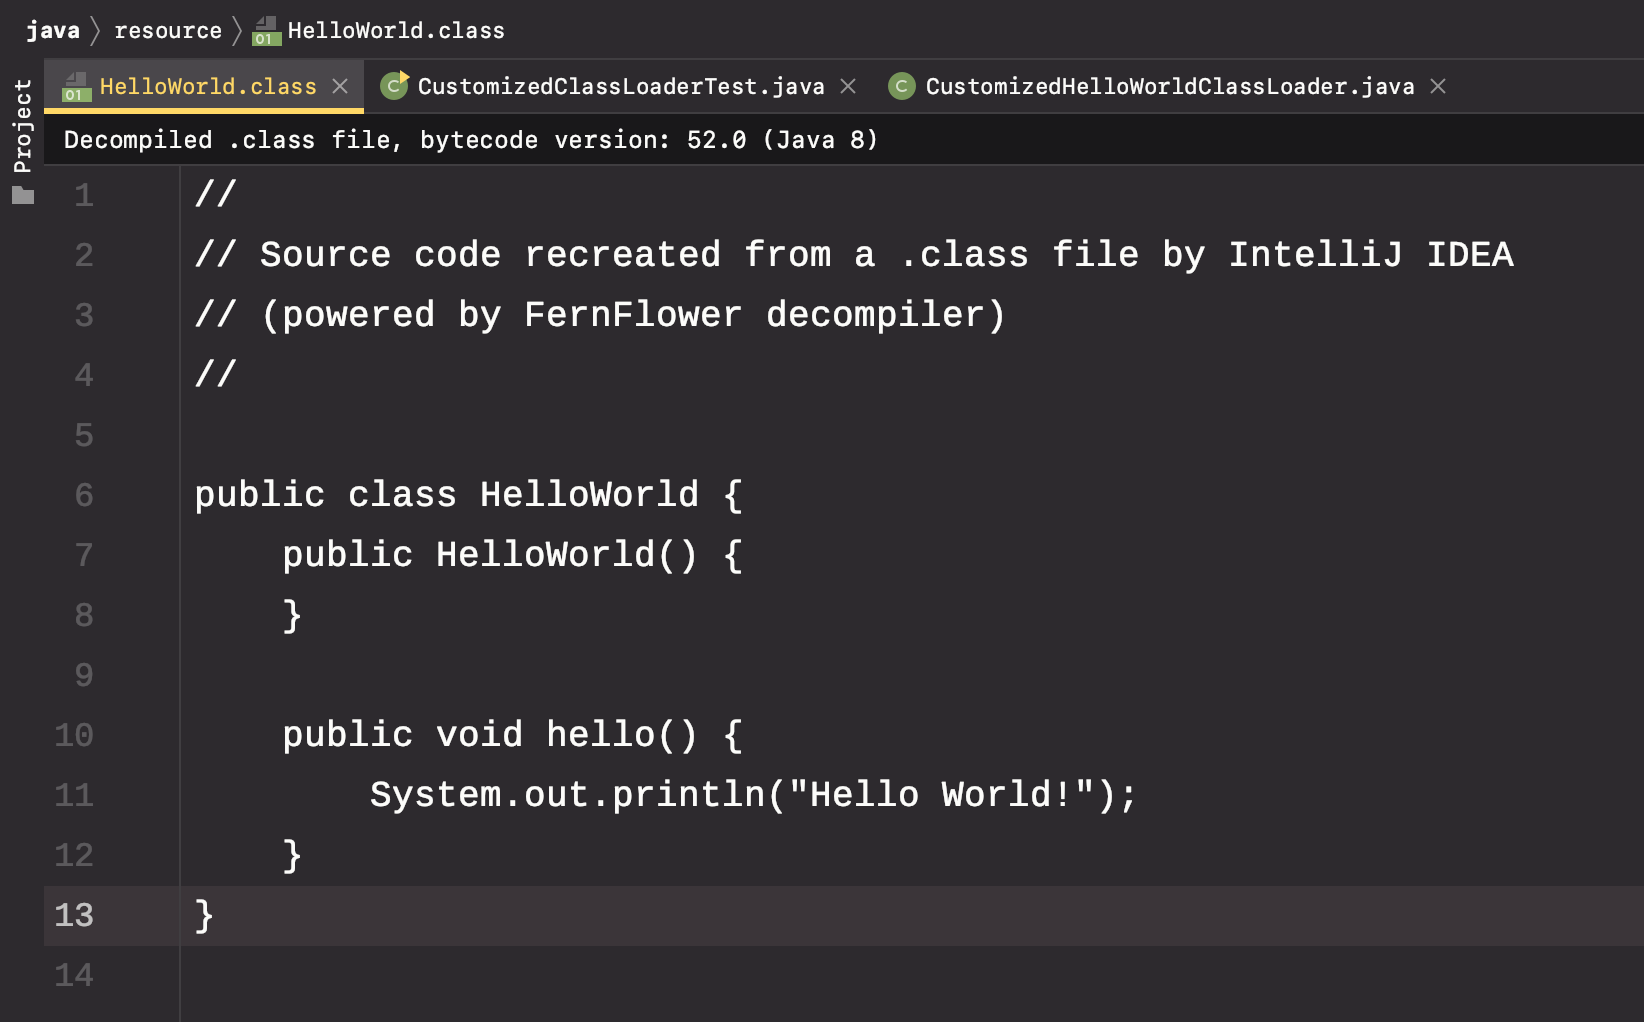 java 〉 resource 〉 01 HelloWorld.class
01 HelloWorld.class × C CustomizedClassLoaderTest.java × C CustomizedHelloWorldClassLoader.java ×
Project
Decompiled .class file, bytecode version: 52.0 (Java 8)
1 //
2 // Source code recreated from a .class file by IntelliJ IDEA
3 // (powered by FernFlower decompiler)
4 //
5
6 public class HelloWorld {
7     public HelloWorld() {
8     }
9
10     public void hello() {
11         System.out.println("Hello World!");
12     }
13 }
14